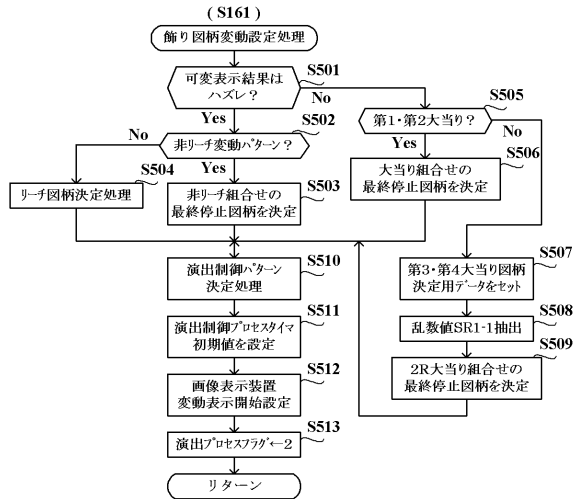 (S161)
飾り図柄変動設定処理
S501
可変表示結果は
ハズレ?
Yes
No
S502
非リーチ変動パターン?
No
Yes
S505
第1・第2大当り?
Yes
No
S504
リーチ図柄決定処理
S503
非リーチ組合せの
最終停止図柄を決定
S506
大当り組合せの
最終停止図柄を決定
S507
第3・第4大当り図柄
決定用データをセット
S508
乱数値SR1-1抽出
S509
2R大当り組合せの
最終停止図柄を決定
S510
演出制御パターン
決定処理
S511
演出制御プロセスタイマ
初期値を設定
S512
画像表示装置
変動表示開始設定
S513
演出プロセスフラグ←2
リターン